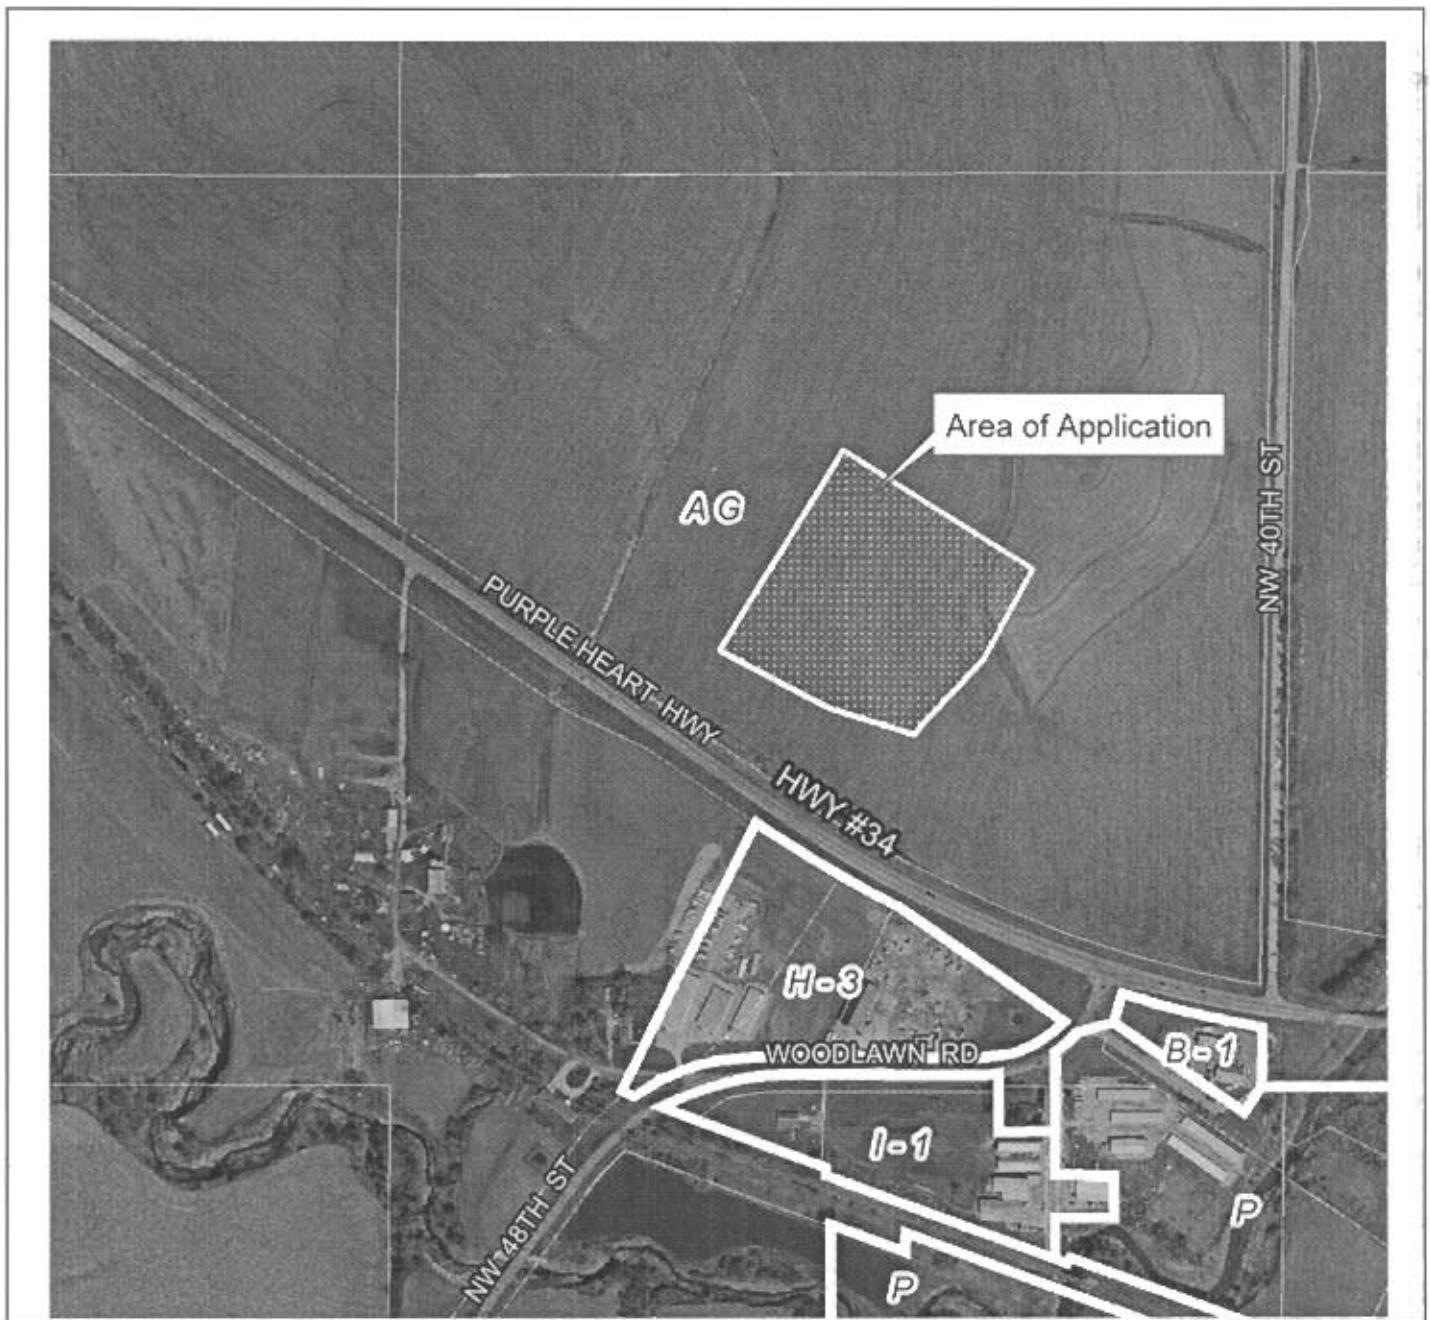 Area of Application
AG
NW 40TH ST
PURPLE HEART HWY
HWY #34
H-3
WOODLAWN RD
B-1
I-1
NW 48TH ST
P
P